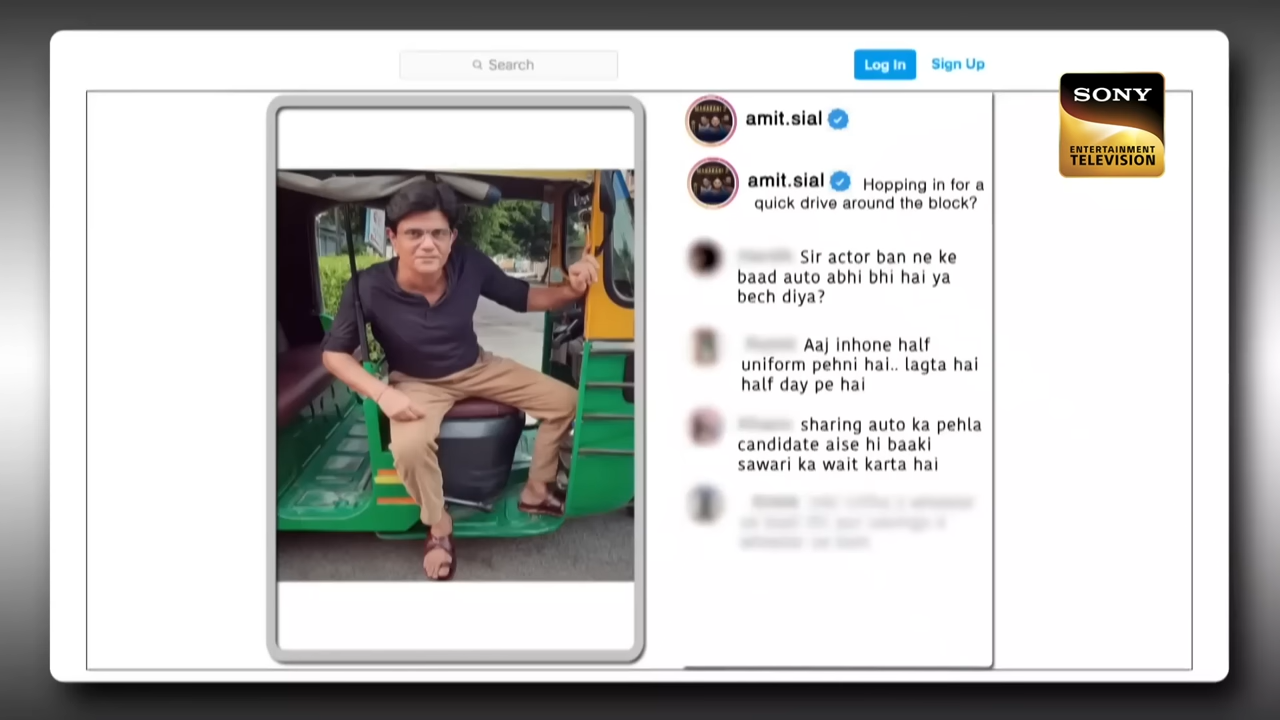 Search
Log In
Sign Up
SONY
ENTERTAINMENT
TELEVISION
amit.sial
amit.sial Hopping in for a
quick drive around the block?
Sir actor ban ne ke
baad auto abhi bhi hai ya
bech diya?
Aaj inhone half
uniform pehni hai.. lagta hai
half day pe hai
sharing auto ka pehla
candidate aise hi baaki
sawari ka wait karta hai